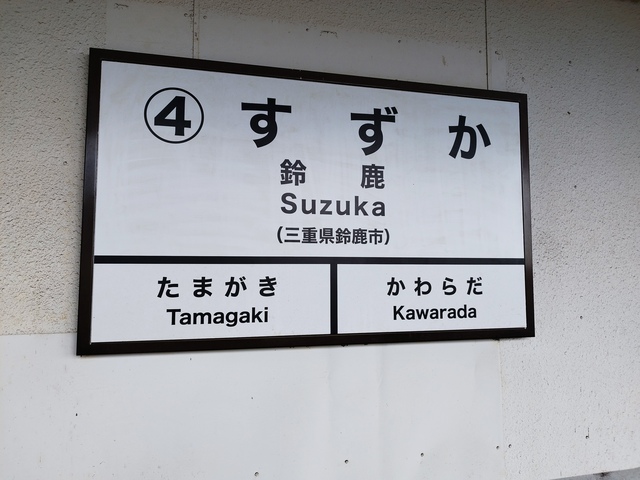 ④ すずか
鈴鹿
Suzuka
(三重県鈴鹿市)
たまがき
Tamagaki
かわらだ
Kawarada